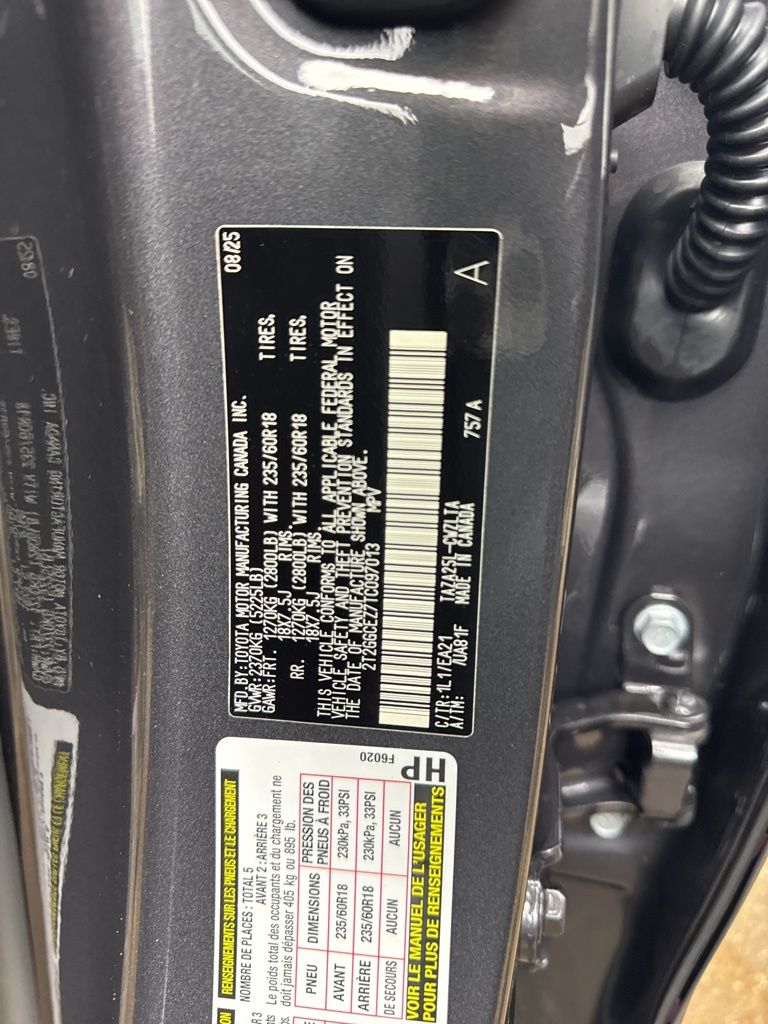 MFD.BY:TOYOTA MOTOR MANUFACTURING CANADA INC. 08/25
GVWR:2370KG (5225LB)
GAWR:FRT. 1270KG (2800LB) WITH 235/60R18 TIRES.
18X7.5J RIMS.
RR. 1270KG (2800LB) WITH 235/60R18 TIRES.
18X7.5J RIMS.
THIS VEHICLE CONFORMS TO ALL APPLICABLE FEDERAL MOTOR
VEHICLE SAFETY AND THEFT PREVENTION STANDARDS IN EFFECT ON
THE DATE OF MANUFACTURE SHOWN ABOVE.
2T2GGCEZ7TC097013 MPV
C/TR:1L1/EA21 TAZA25L-CWZLTA 757A A
A/TM: /UA81F MADE IN CANADA
RENSEIGNEMENTS SUR LES PNEUS ET LE CHARGEMENT
NOMBRE DE PLACES : TOTAL 5
AVANT 2 : ARRIÈRE 3
Le poids total des occupants et du chargement ne
doit jamais dépasser 405 kg ou 895 lb.
PNEU DIMENSIONS PRESSION DES PNEUS À FROID
AVANT 235/60R18 230kPa, 33PSI
ARRIÈRE 235/60R18 230kPa, 33PSI
DE SECOURS AUCUN AUCUN
VOIR LE MANUEL DE L'USAGER
POUR PLUS DE RENSEIGNEMENTS
HP
F6020